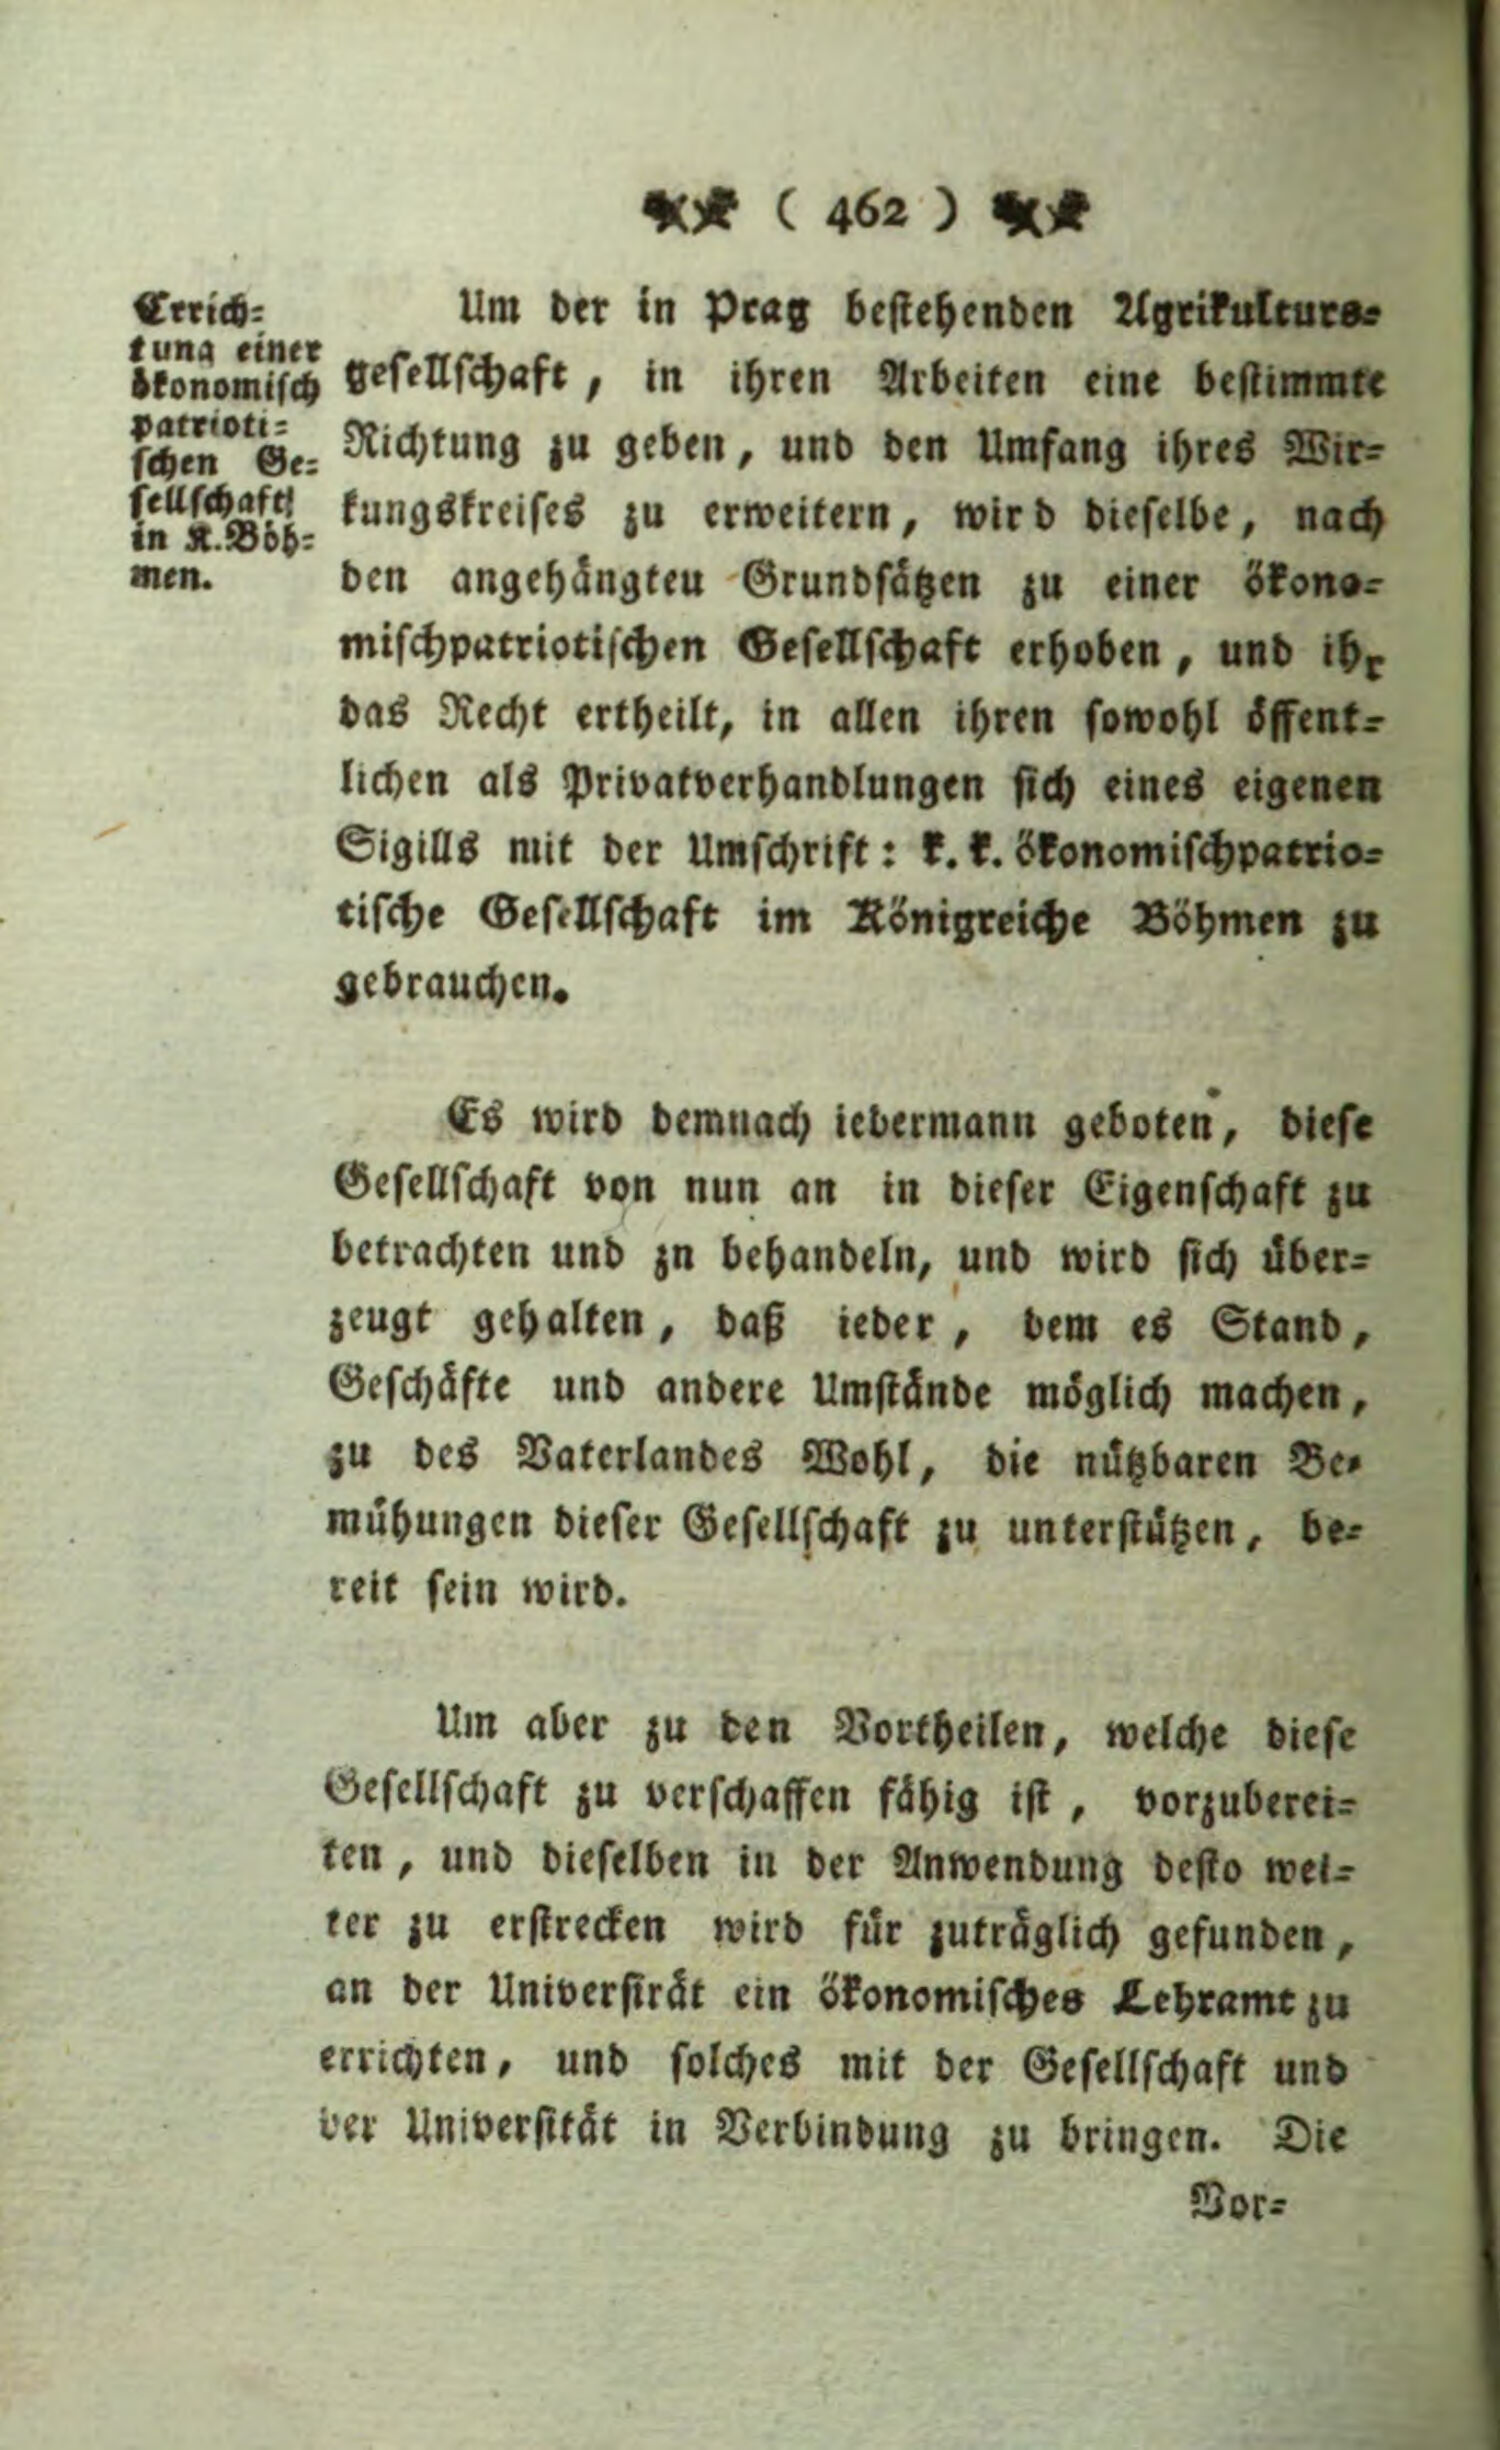 ( 462 )
Errich=
tung einer
ökonomisch
patrioti=
schen Ge=
sellschaft
in K. Böh=
men.
Um der in Prag bestehenden Agrikulturs=
gesellschaft, in ihren Arbeiten eine bestimmte
Richtung zu geben, und den Umfang ihres Wir=
kungskreises zu erweitern, wird dieselbe, nach
den angehängteu Grundsätzen zu einer ökono=
mischpatriotischen Gesellschaft erhoben, und ihr
das Recht ertheilt, in allen ihren sowohl öffent=
lichen als Privatverhandlungen sich eines eigenen
Sigills mit der Umschrift: k. k. ökonomischpatrio=
tische Gesellschaft im Königreiche Böhmen zu
gebrauchen.
Es wird demnach iedermann geboten, diese
Gesellschaft von nun an in dieser Eigenschaft zu
betrachten und zn behandeln, und wird sich über=
zeugt gehalten, daß ieder, dem es Stand,
Geschäfte und andere Umstände möglich machen,
zu des Vaterlandes Wohl, die nützbaren Be=
mühungen dieser Gesellschaft zu unterstützen, be=
reit sein wird.
Um aber zu den Vortheilen, welche diese
Gesellschaft zu verschaffen fähig ist, vorzuberei=
ten, und dieselben in der Anwendung desto wei=
ter zu erstrecken wird für zuträglich gefunden,
an der Universirät ein ökonomisches Lehramt zu
errichten, und solches mit der Gesellschaft und
der Universität in Verbindung zu bringen. Die
Vor=